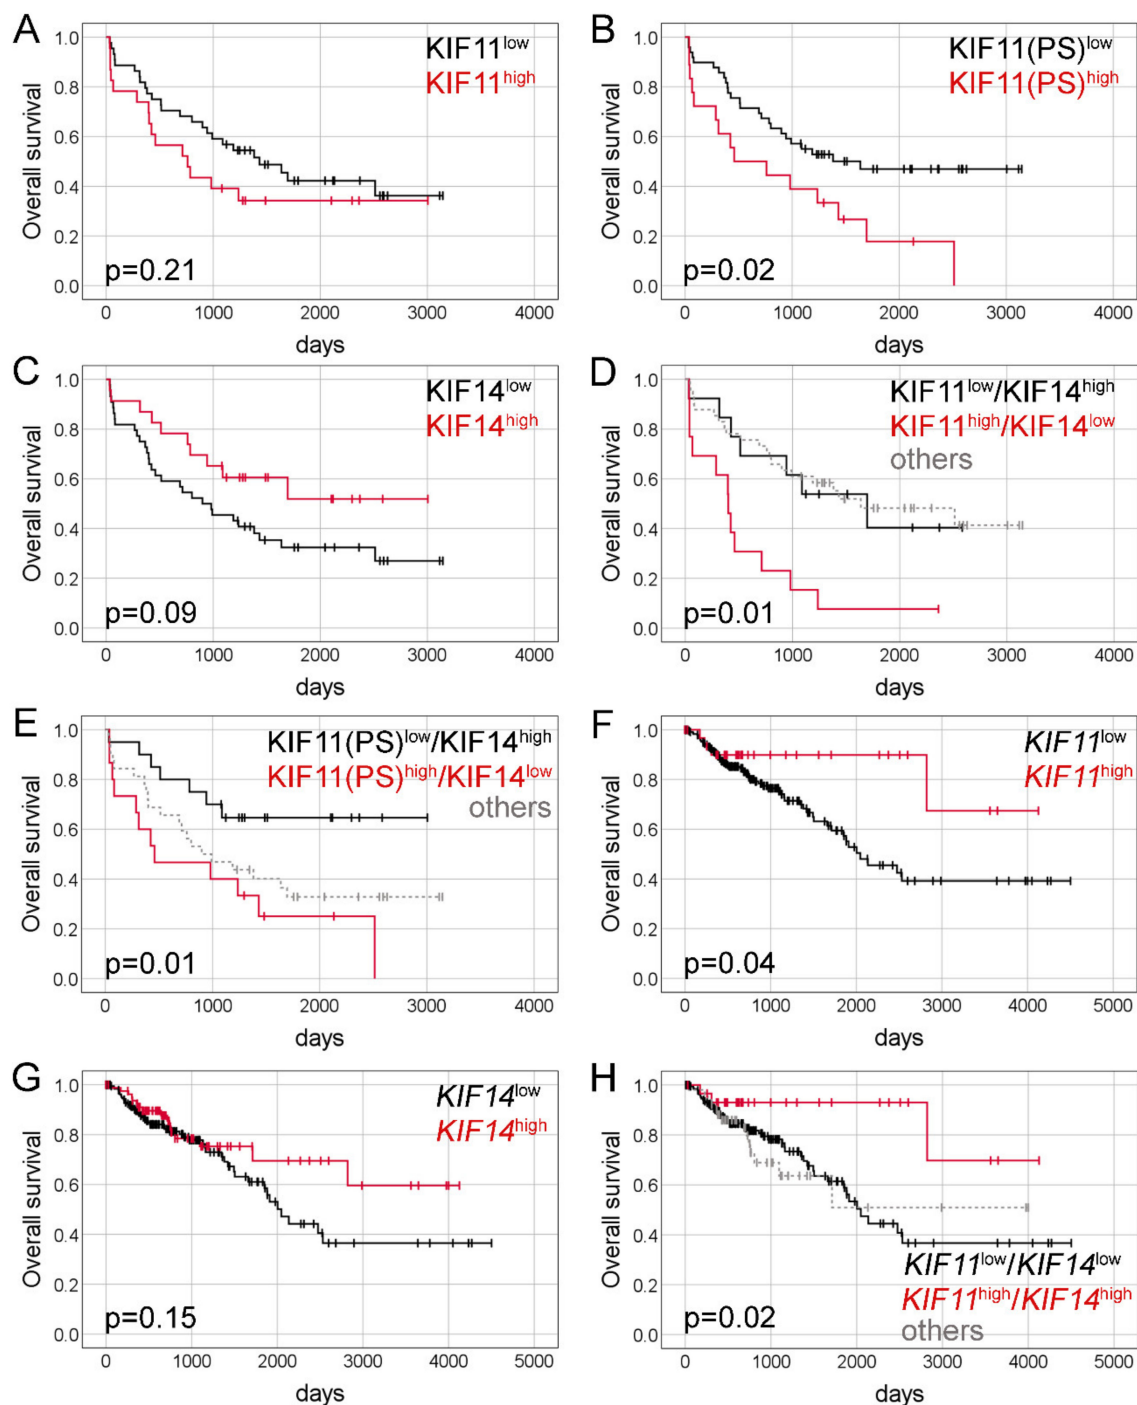 A
KIF11low
KIF11high
1.0
0.8
0.6
0.4
0.2
0.0
Overall survival
p=0.21
0 1000 2000 3000 4000
days
B
KIF11(PS)low
KIF11(PS)high
1.0
0.8
0.6
0.4
0.2
0.0
Overall survival
p=0.02
0 1000 2000 3000 4000
days
C
KIF14low
KIF14high
1.0
0.8
0.6
0.4
0.2
0.0
Overall survival
p=0.09
0 1000 2000 3000 4000
days
D
KIF11low/KIF14high
KIF11high/KIF14low
others
1.0
0.8
0.6
0.4
0.2
0.0
Overall survival
p=0.01
0 1000 2000 3000 4000
days
E
KIF11(PS)low/KIF14high
KIF11(PS)high/KIF14low
others
1.0
0.8
0.6
0.4
0.2
0.0
Overall survival
p=0.01
0 1000 2000 3000 4000
days
F
KIF11low
KIF11high
1.0
0.8
0.6
0.4
0.2
0.0
Overall survival
p=0.04
0 1000 2000 3000 4000 5000
days
G
KIF14low
KIF14high
1.0
0.8
0.6
0.4
0.2
0.0
Overall survival
p=0.15
0 1000 2000 3000 4000 5000
days
H
1.0
0.8
0.6
0.4
0.2
0.0
Overall survival
KIF11low/KIF14low
KIF11high/KIF14high
others
p=0.02
0 1000 2000 3000 4000 5000
days